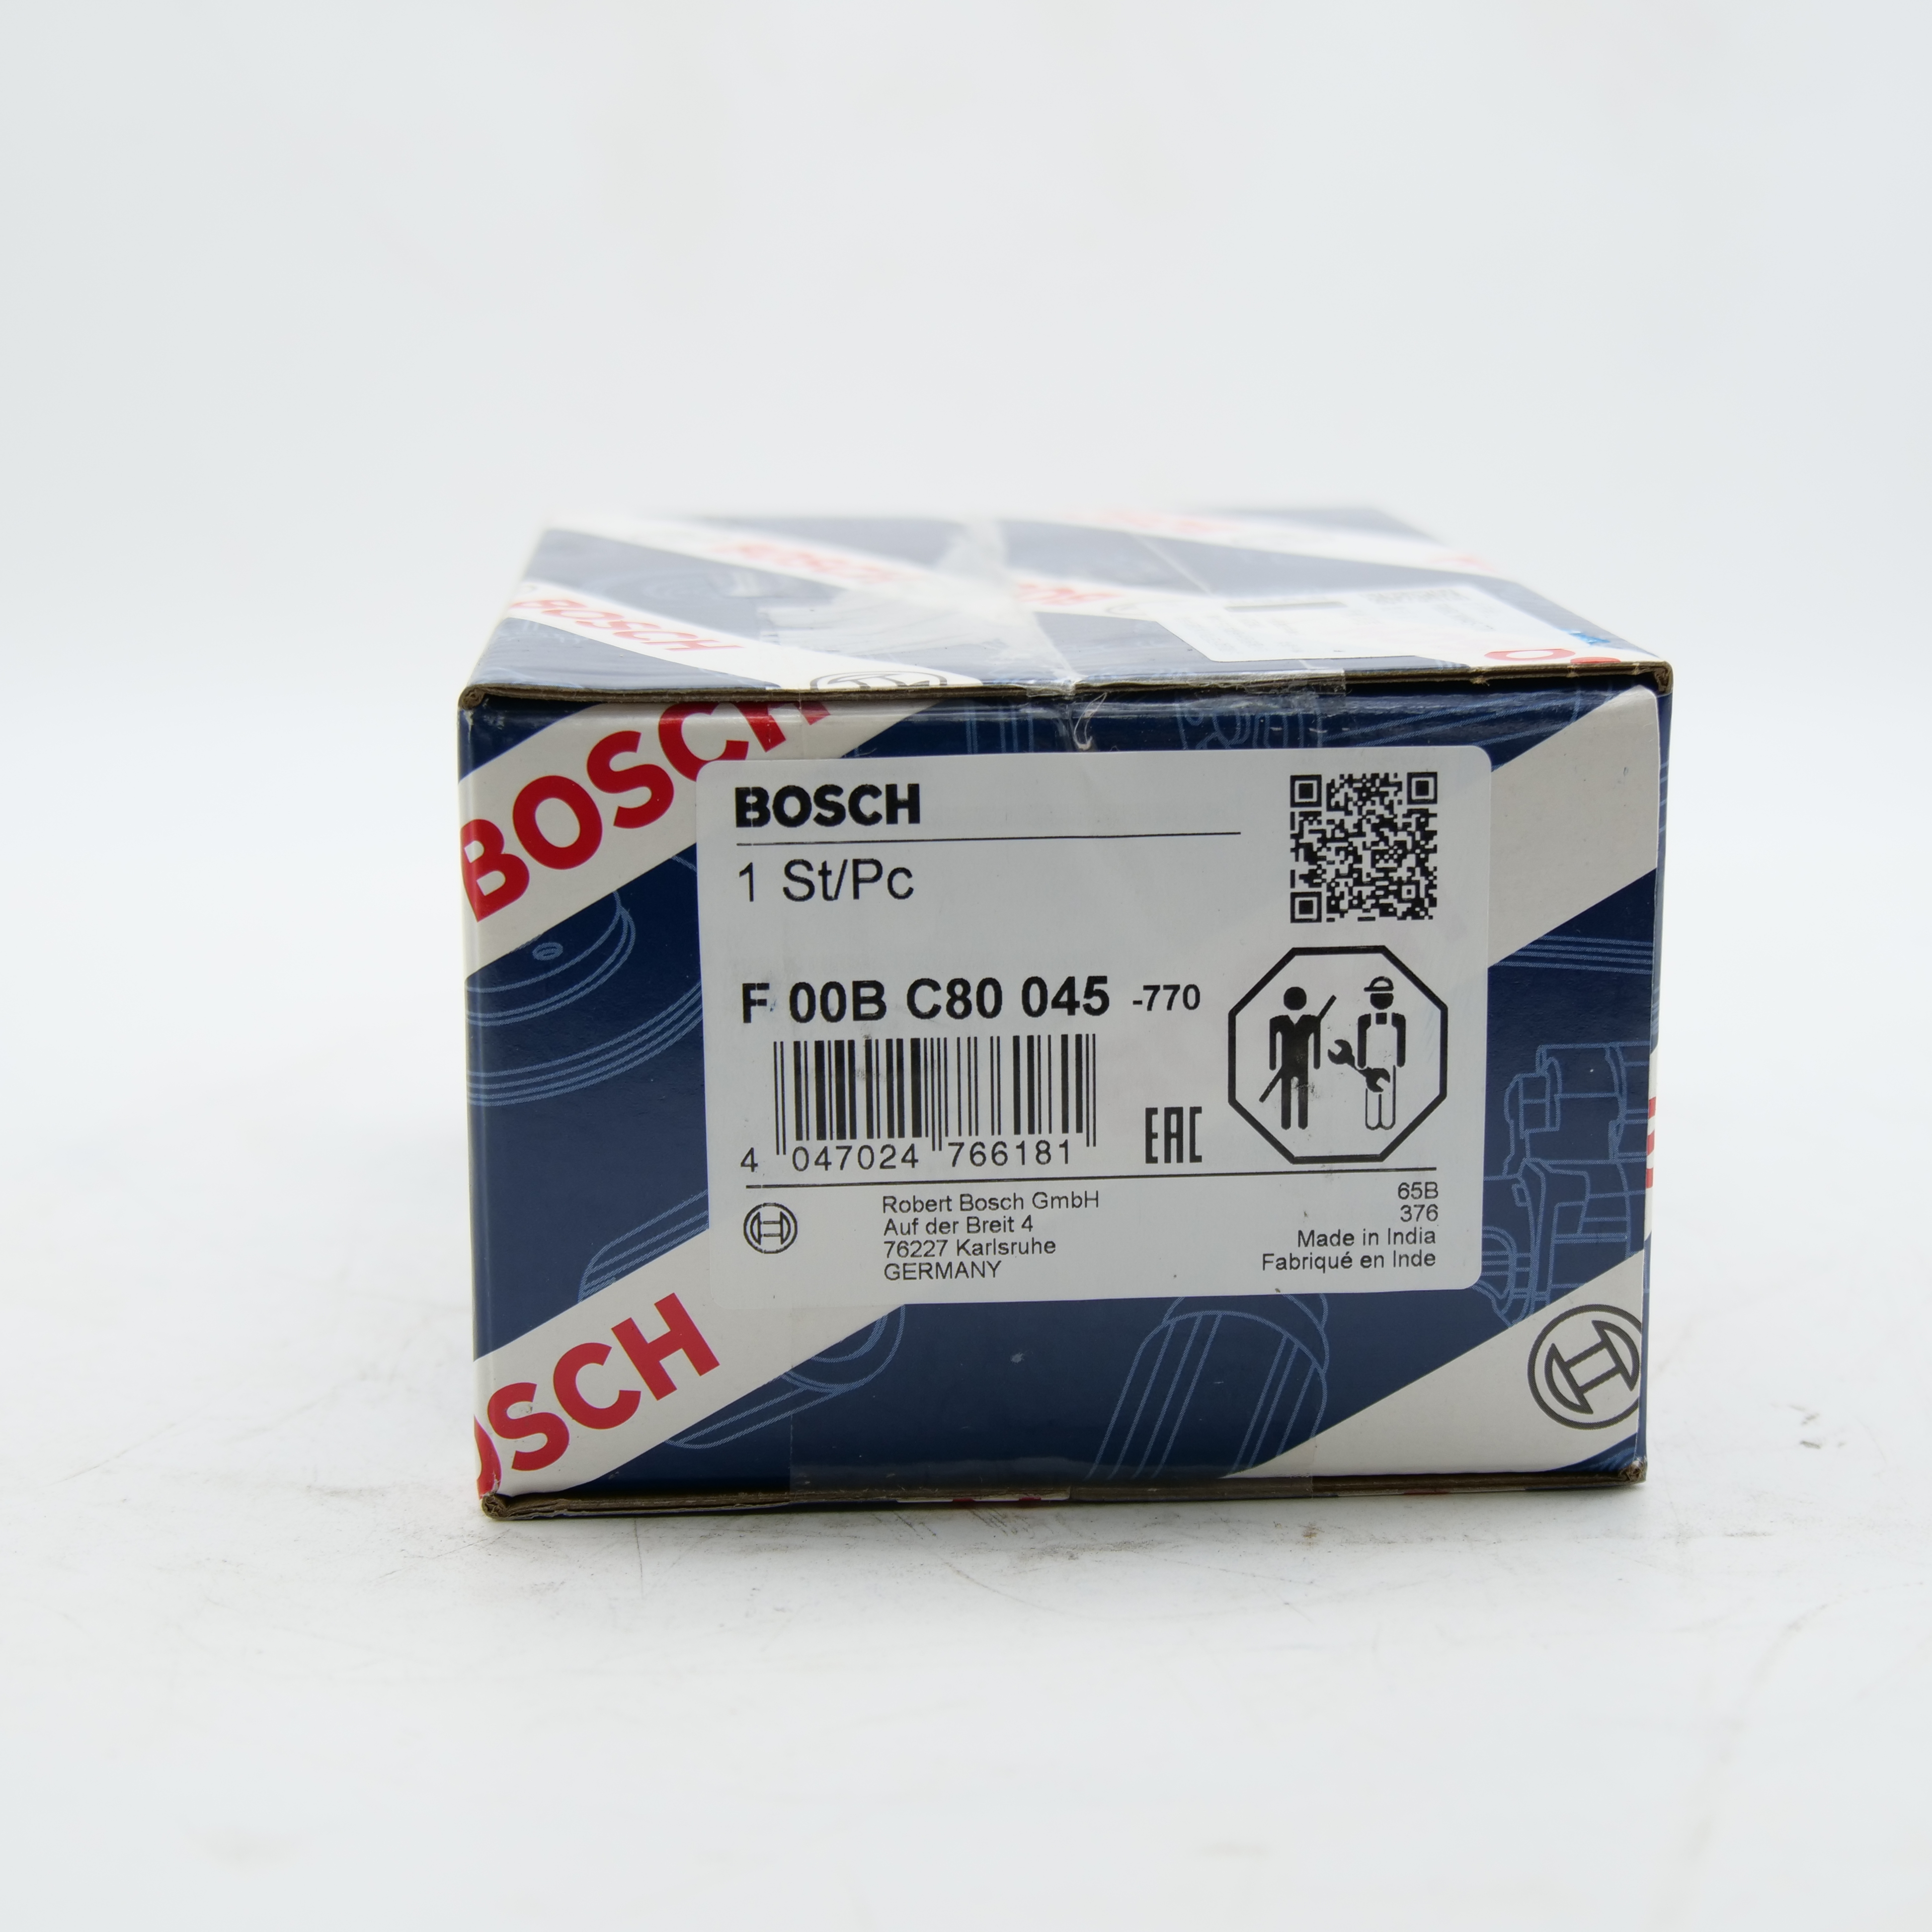 BOSCH
BOSCH
BOSCH
1 St/Pc
F 00B C80 045 -770
4 047024 766181
EAC
Robert Bosch GmbH
Auf der Breit 4
76227 Karlsruhe
GERMANY
65B
376
Made in India
Fabriqué en Inde
OSCH